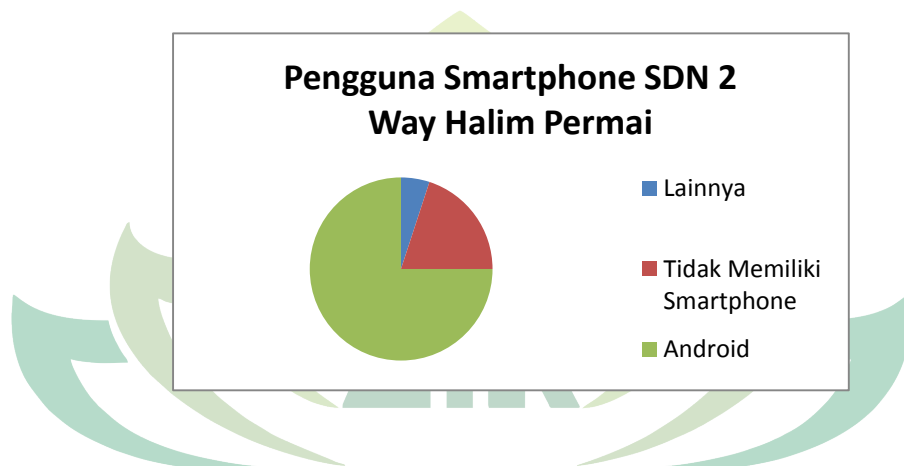 Pengguna Smartphone SDN 2
Way Halim Permai
Lainnya
Tidak Memiliki
Smartphone
Android